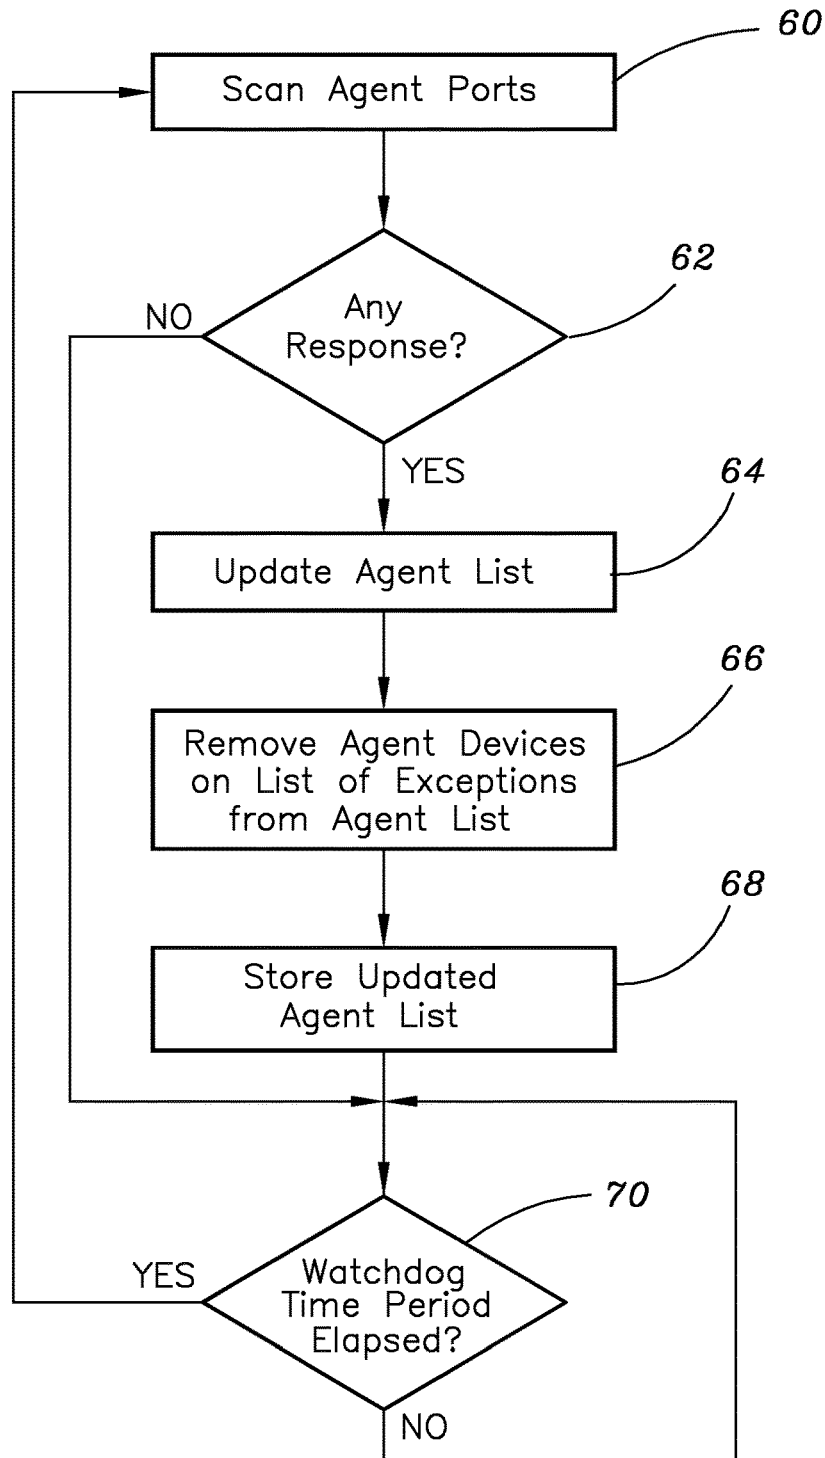 60
Scan Agent Ports
62
Any
Response?
NO
YES
64
Update Agent List
66
Remove Agent Devices
on List of Exceptions
from Agent List
68
Store Updated
Agent List
70
Watchdog
Time Period
Elapsed?
YES
NO